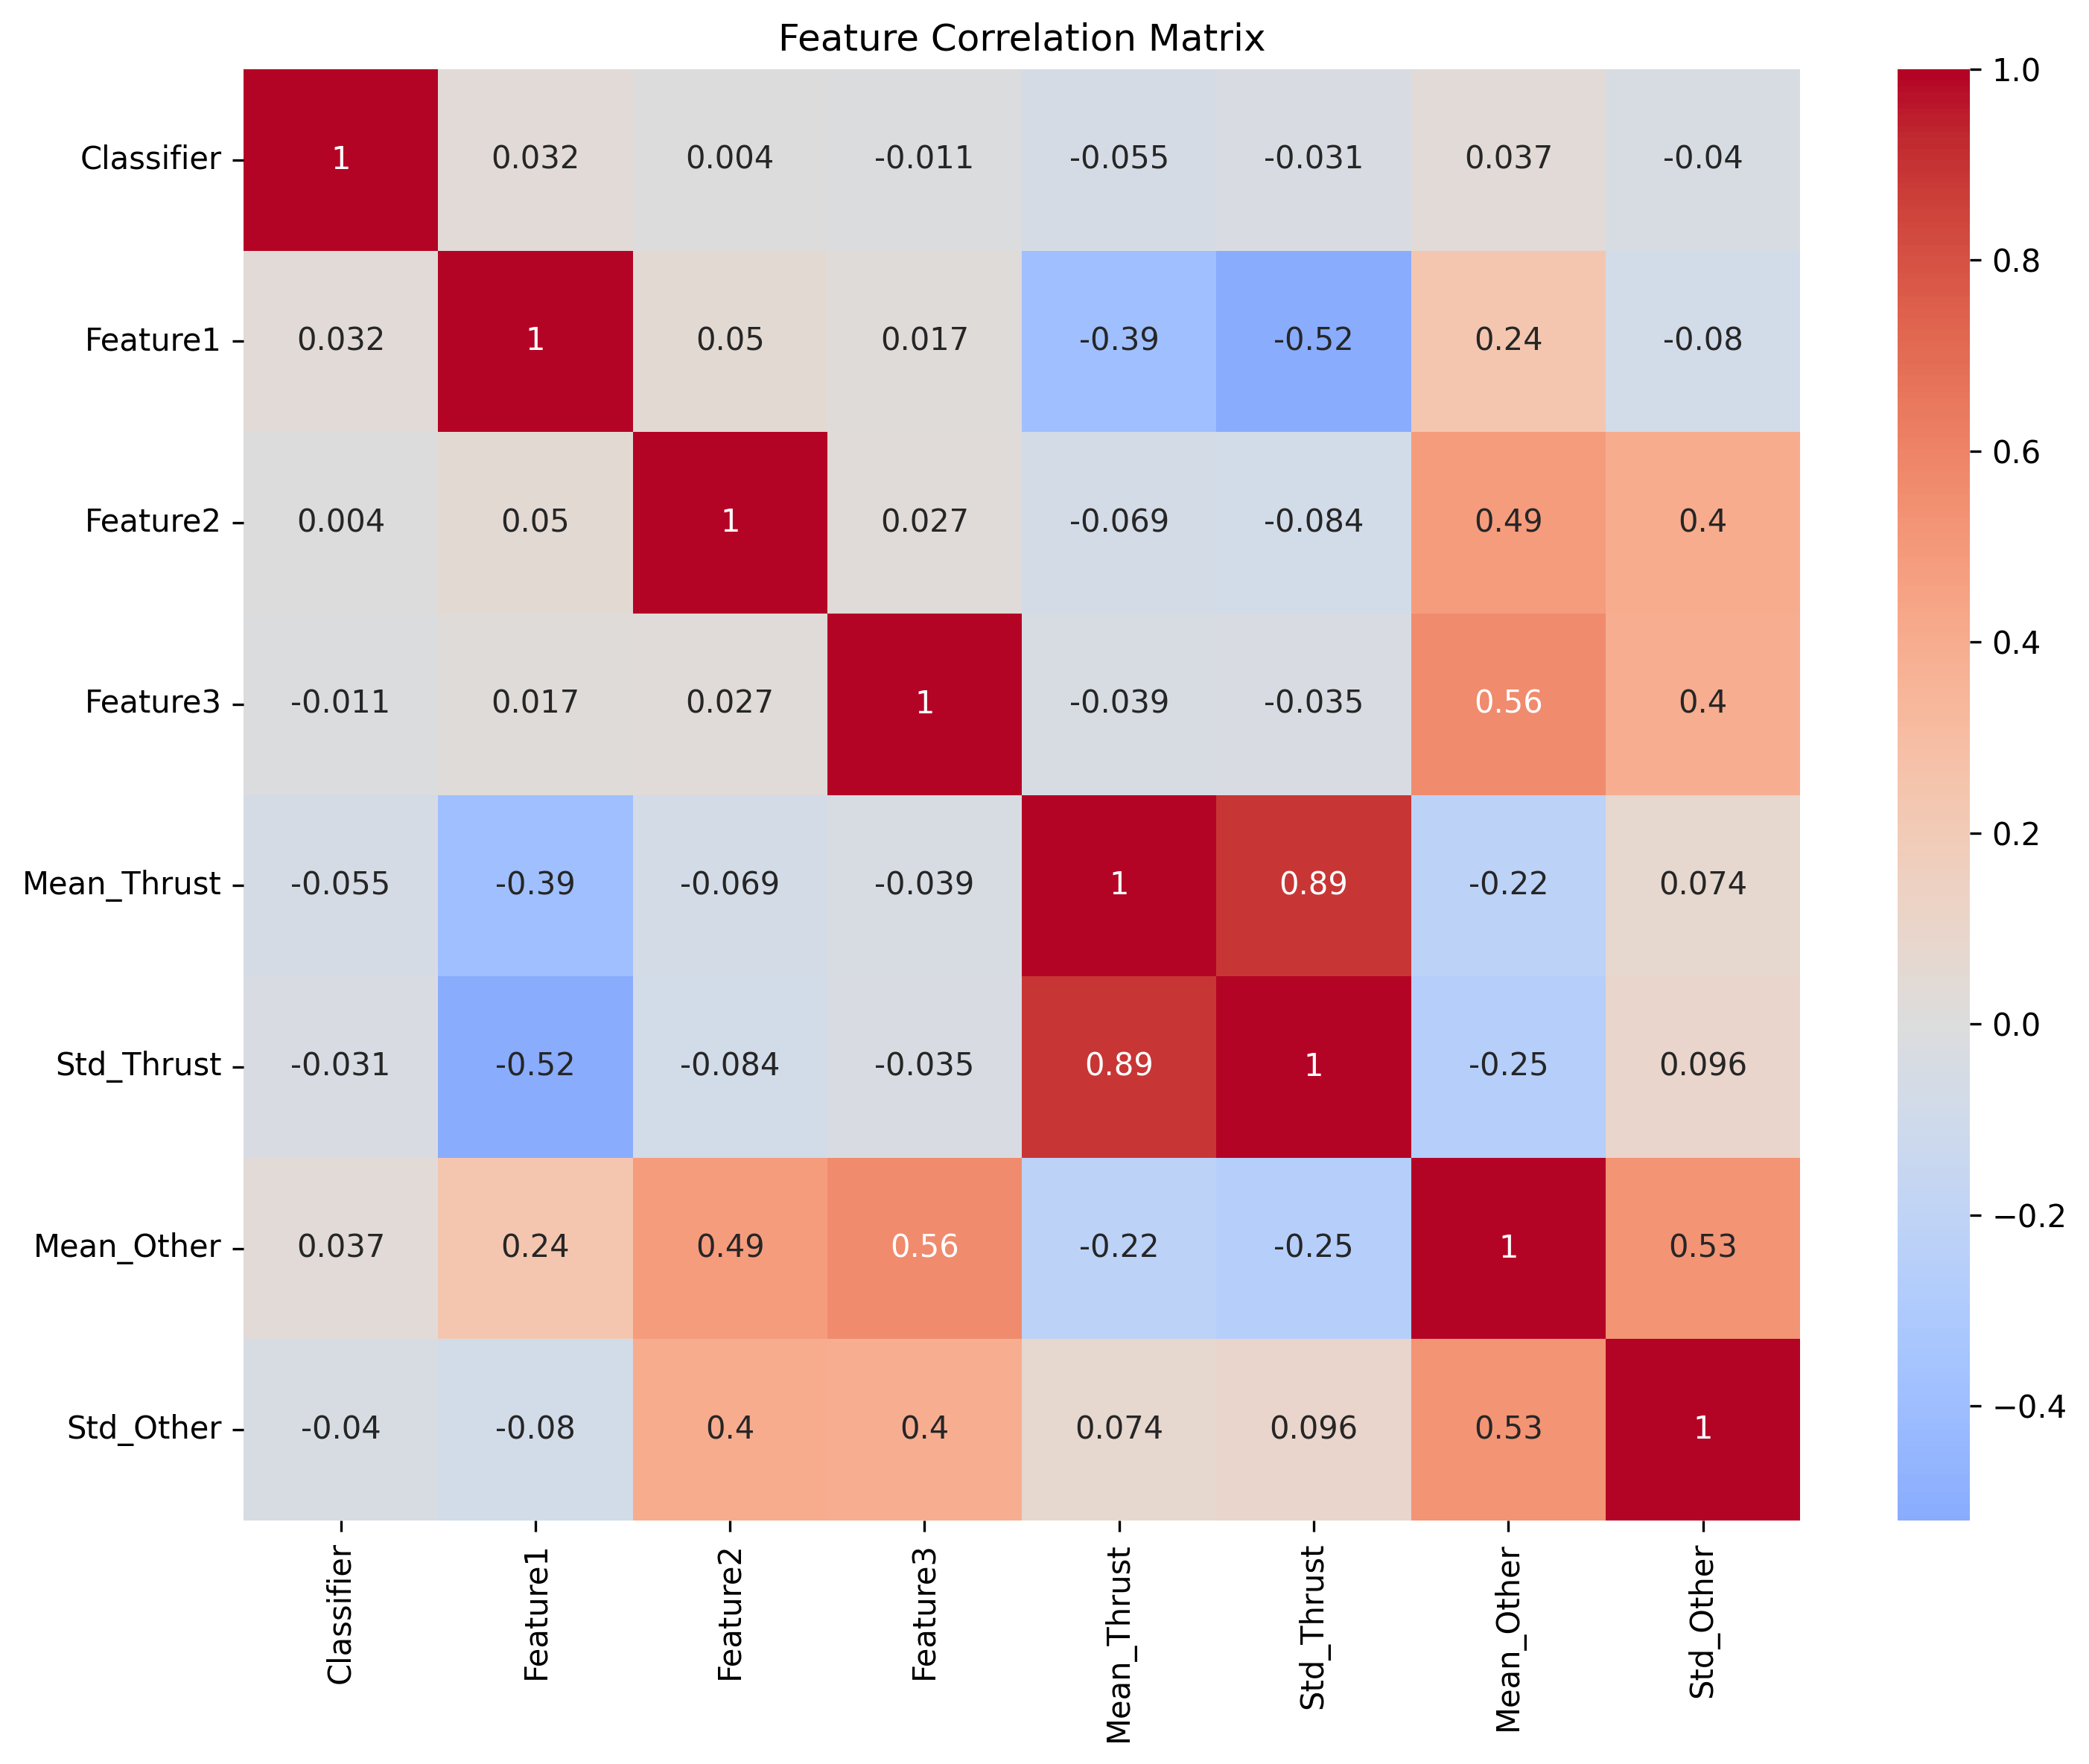 Feature Correlation Matrix
Classifier 1 0.032 0.004 -0.011 -0.055 -0.031 0.037 -0.04
Feature1 0.032 1 0.05 0.017 -0.39 -0.52 0.24 -0.08
Feature2 0.004 0.05 1 0.027 -0.069 -0.084 0.49 0.4
Feature3 -0.011 0.017 0.027 1 -0.039 -0.035 0.56 0.4
Mean_Thrust -0.055 -0.39 -0.069 -0.039 1 0.89 -0.22 0.074
Std_Thrust -0.031 -0.52 -0.084 -0.035 0.89 1 -0.25 0.096
Mean_Other 0.037 0.24 0.49 0.56 -0.22 -0.25 1 0.53
Std_Other -0.04 -0.08 0.4 0.4 0.074 0.096 0.53 1
Classifier Feature1 Feature2 Feature3 Mean_Thrust Std_Thrust Mean_Other Std_Other
1.0
0.8
0.6
0.4
0.2
0.0
−0.2
−0.4